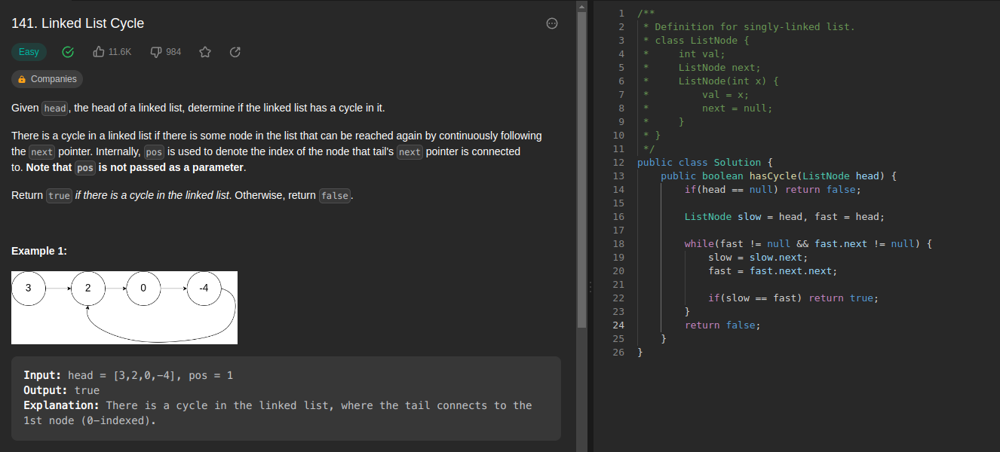 141. Linked List Cycle
Easy 11.6K 984
Companies
Given head, the head of a linked list, determine if the linked list has a cycle in it.
There is a cycle in a linked list if there is some node in the list that can be reached again by continuously following
the next pointer. Internally, pos is used to denote the index of the node that tail's next pointer is connected
to. Note that pos is not passed as a parameter.
Return true if there is a cycle in the linked list. Otherwise, return false.
Example 1:
3 2 0 -4
Input: head = [3,2,0,-4], pos = 1
Output: true
Explanation: There is a cycle in the linked list, where the tail connects to the
1st node (0-indexed).
1 /**
2  * Definition for singly-linked list.
3  * class ListNode {
4  *     int val;
5  *     ListNode next;
6  *     ListNode(int x) {
7  *         val = x;
8  *         next = null;
9  *     }
10  * }
11  */
12 public class Solution {
13     public boolean hasCycle(ListNode head) {
14         if(head == null) return false;
15
16         ListNode slow = head, fast = head;
17
18         while(fast != null && fast.next != null) {
19             slow = slow.next;
20             fast = fast.next.next;
21
22             if(slow == fast) return true;
23         }
24         return false;
25     }
26 }